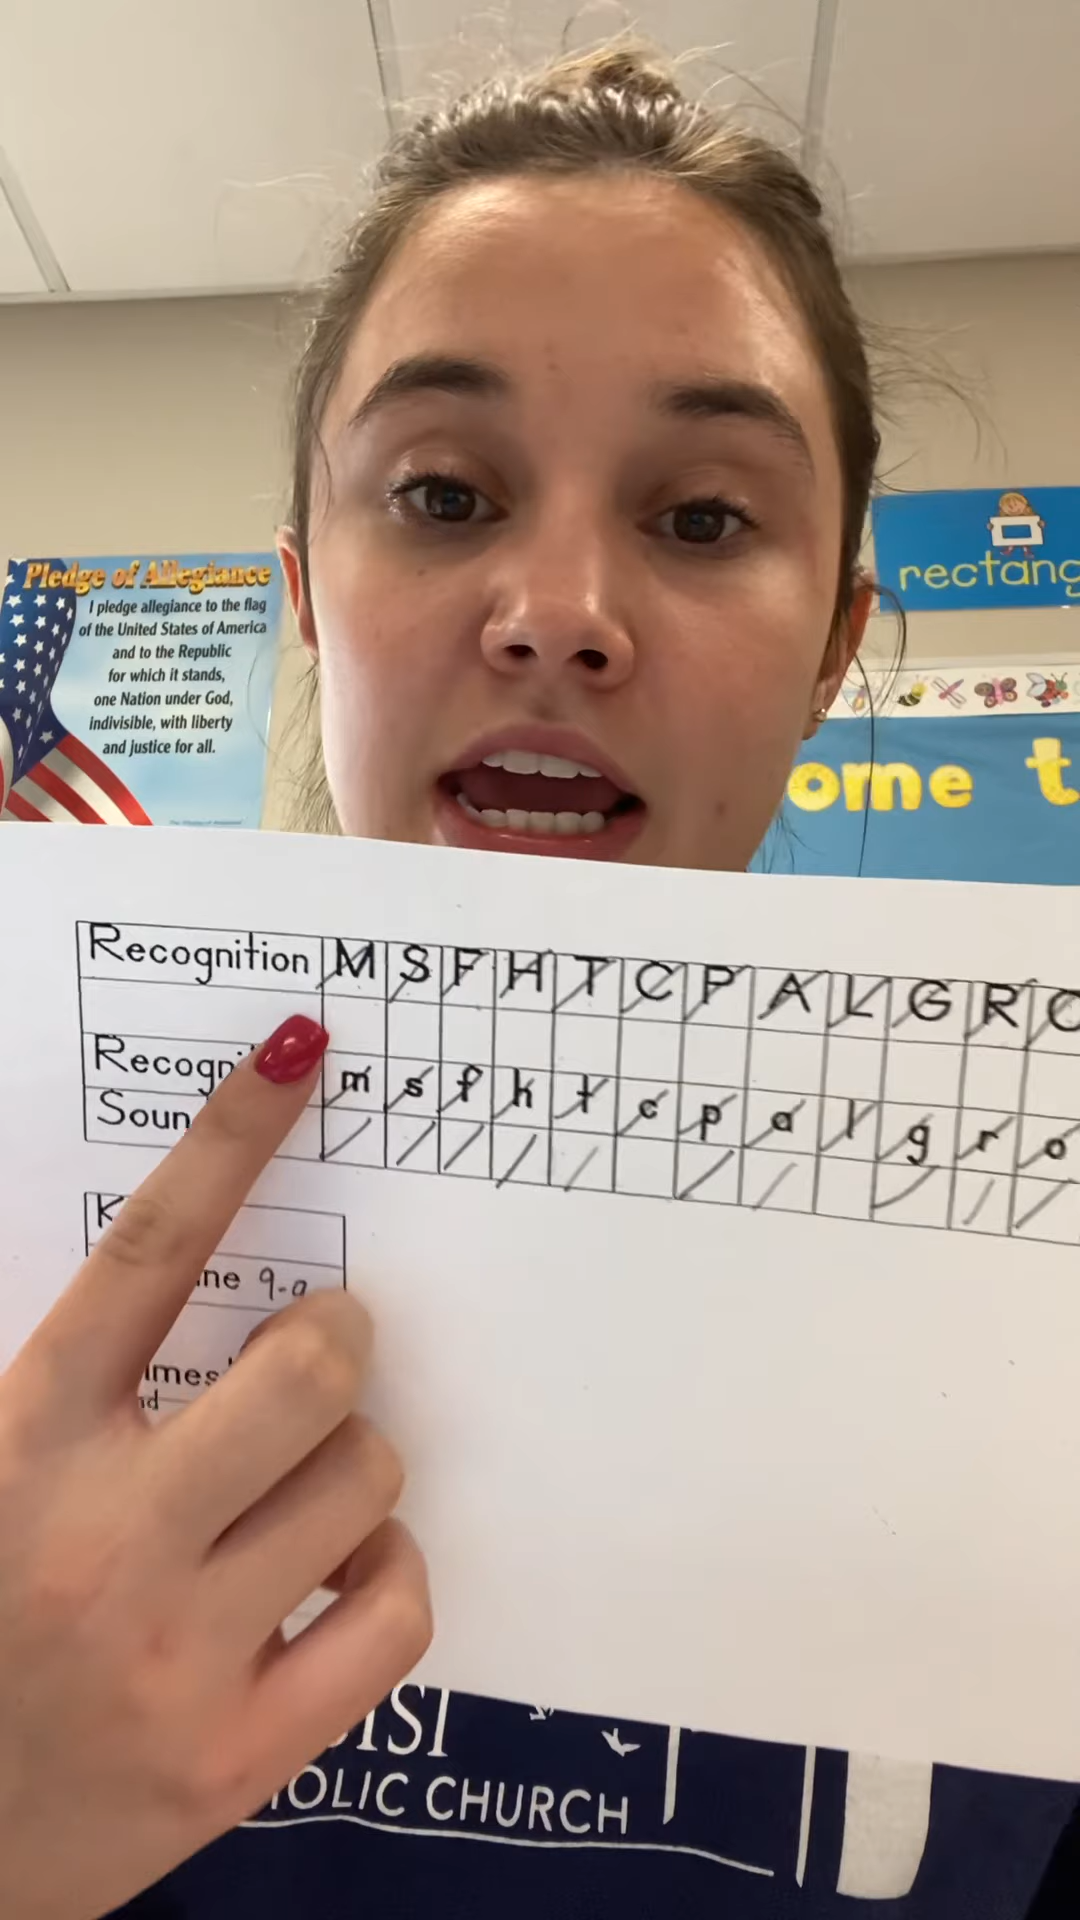 Pledge of Allegiance
I pledge allegiance to the flag
of the United States of America
and to the Republic
for which it stands,
one Nation under God,
indivisible, with liberty
and justice for all.
rectang
ome t
Recognition M S F H T C P A L G R
Recogn m s f h t c p a l g r o
Soun
K
ne 9-a
imes
nd
ISI
OLIC CHURCH